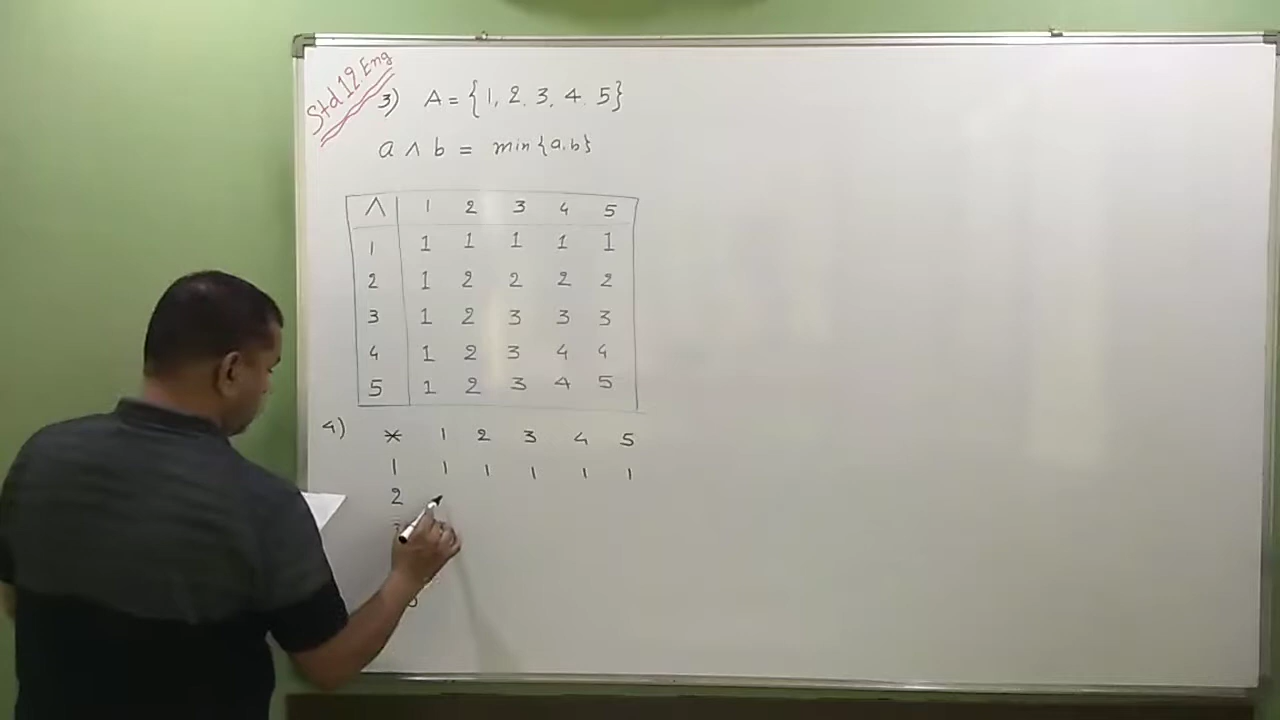 Std 12. Eng
3) A = {1, 2. 3, 4. 5}
a ∧ b = min {a,b}
∧ 1 2 3 4 5
1 1 1 1 1 1
2 1 2 2 2 2
3 1 2 3 3 3
4 1 2 3 4 4
5 1 2 3 4 5
4) * 1 2 3 4 5
1 1 1 1 1 1
2